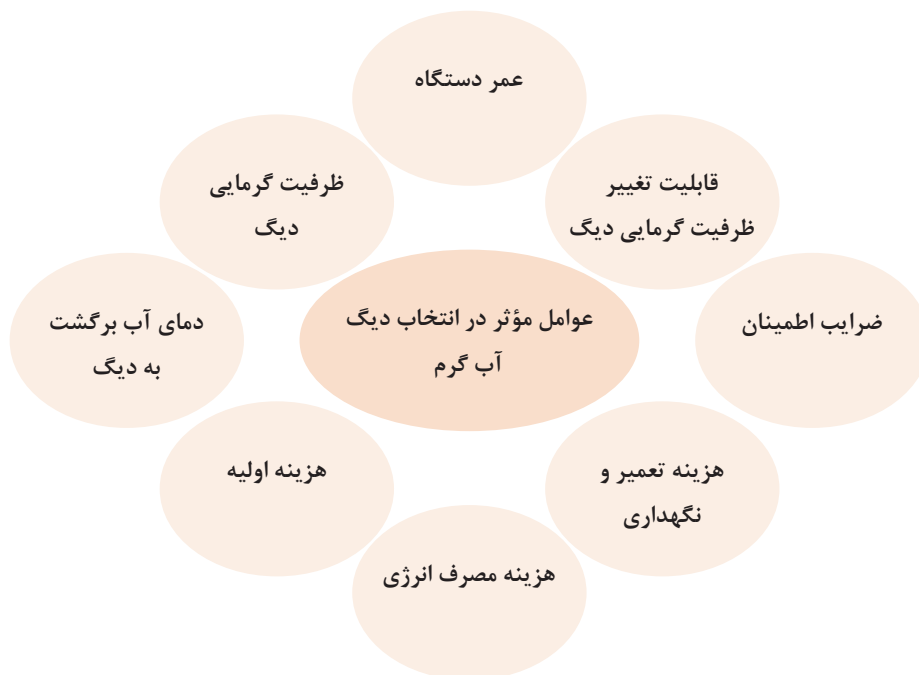 عمر دستگاه
قابلیت تغییر
ظرفیت گرمایی دیگ
ظرفیت گرمایی
دیگ
ضرایب اطمینان
عوامل مؤثر در انتخاب دیگ
آب گرم
دمای آب برگشت
به دیگ
هزینه تعمیر و
نگهداری
هزینه اولیه
هزینه مصرف انرژی